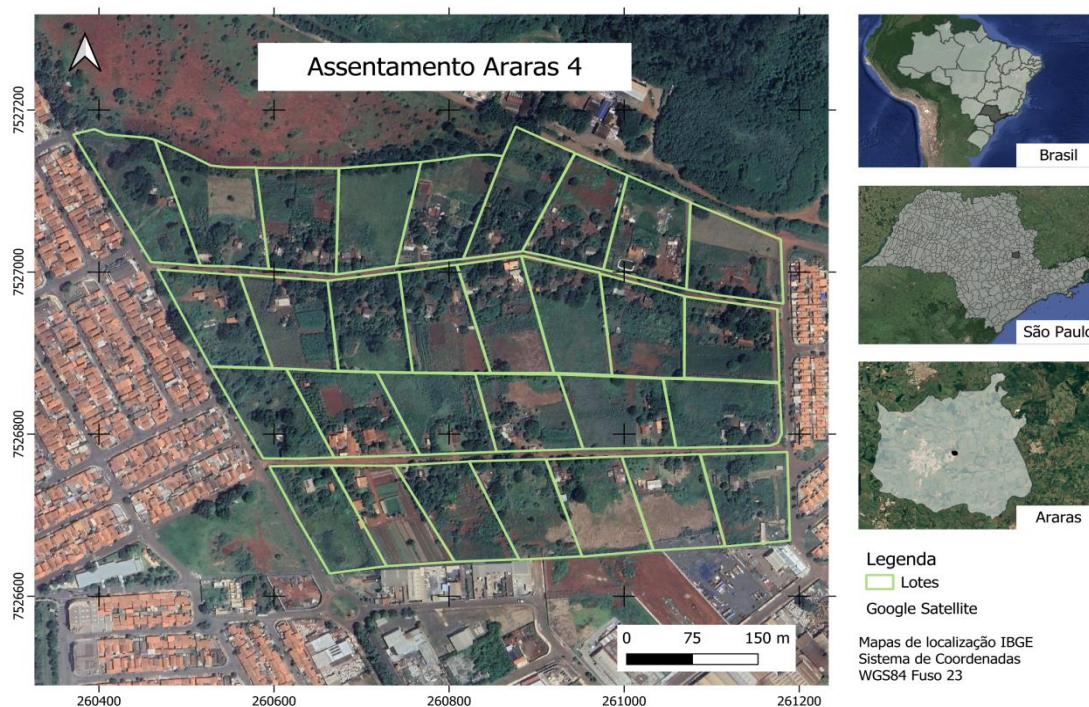 Assentamento Araras 4
7527200
7527000
7526800
7526600
260400
260600
260800
261000
261200
0 75 150 m
Brasil
São Paulo
Araras
Legenda
Lotes
Google Satellite
Mapas de localização IBGE
Sistema de Coordenadas
WGS84 Fuso 23